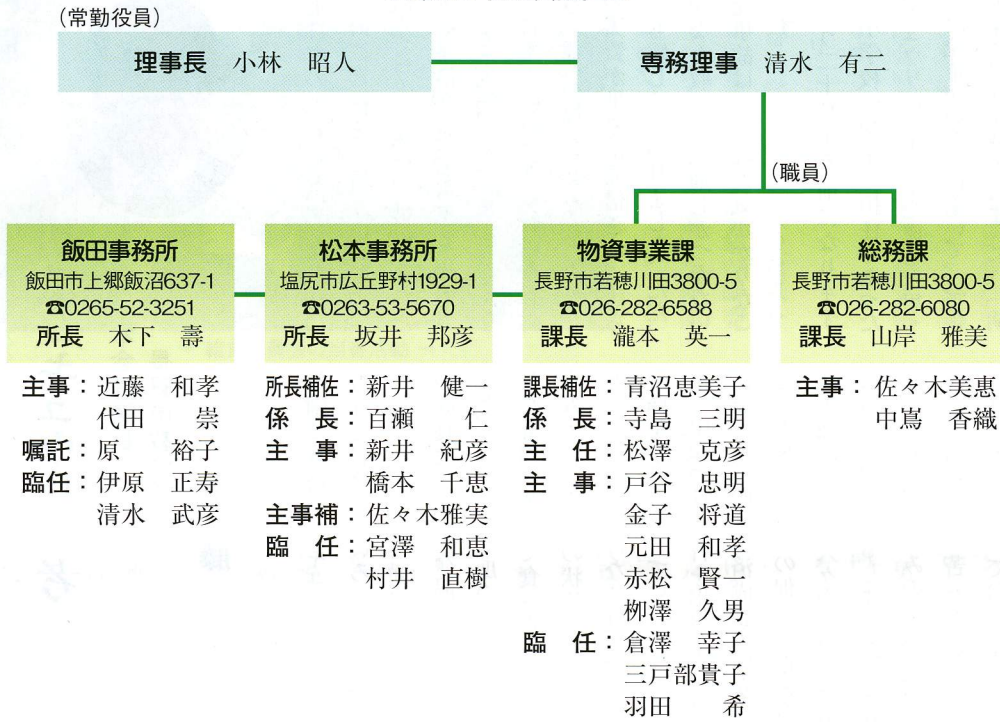 （常勤役員）
理事長　小林　昭人
専務理事　清水　有二
（職員）
飯田事務所
飯田市上郷飯沼637-1
☎0265-52-3251
所長　木下　壽
主事：近藤　和孝
代田　崇
嘱託：原　裕子
臨任：伊原　正寿
清水　武彦
松本事務所
塩尻市広丘野村1929-1
☎0263-53-5670
所長　坂井　邦彦
所長補佐：新井　健一
係　長：百瀬　仁
主　事：新井　紀彦
橋本　千恵
主事補：佐々木雅実
臨　任：宮澤　和恵
村井　直樹
物資事業課
長野市若穂川田3800-5
☎026-282-6588
課長　瀧本　英一
課長補佐：青沼恵美子
係　長：寺島　三明
主　任：松澤　克彦
主　事：戸谷　忠明
金子　将道
元田　和孝
赤松　賢一
栁澤　久男
臨　任：倉澤　幸子
三戸部貴子
羽田　希
総務課
長野市若穂川田3800-5
☎026-282-6080
課長　山岸　雅美
主事：佐々木美恵
中嶌　香織